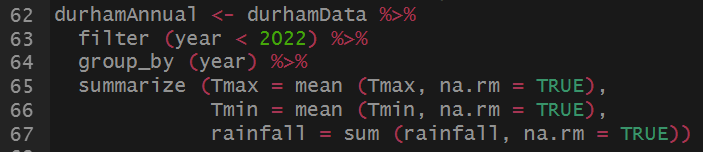 62 durhamAnnual <- durhamData %>%
63   filter (year < 2022) %>%
64   group_by (year) %>%
65   summarize (Tmax = mean (Tmax, na.rm = TRUE),
66              Tmin = mean (Tmin, na.rm = TRUE),
67              rainfall = sum (rainfall, na.rm = TRUE))